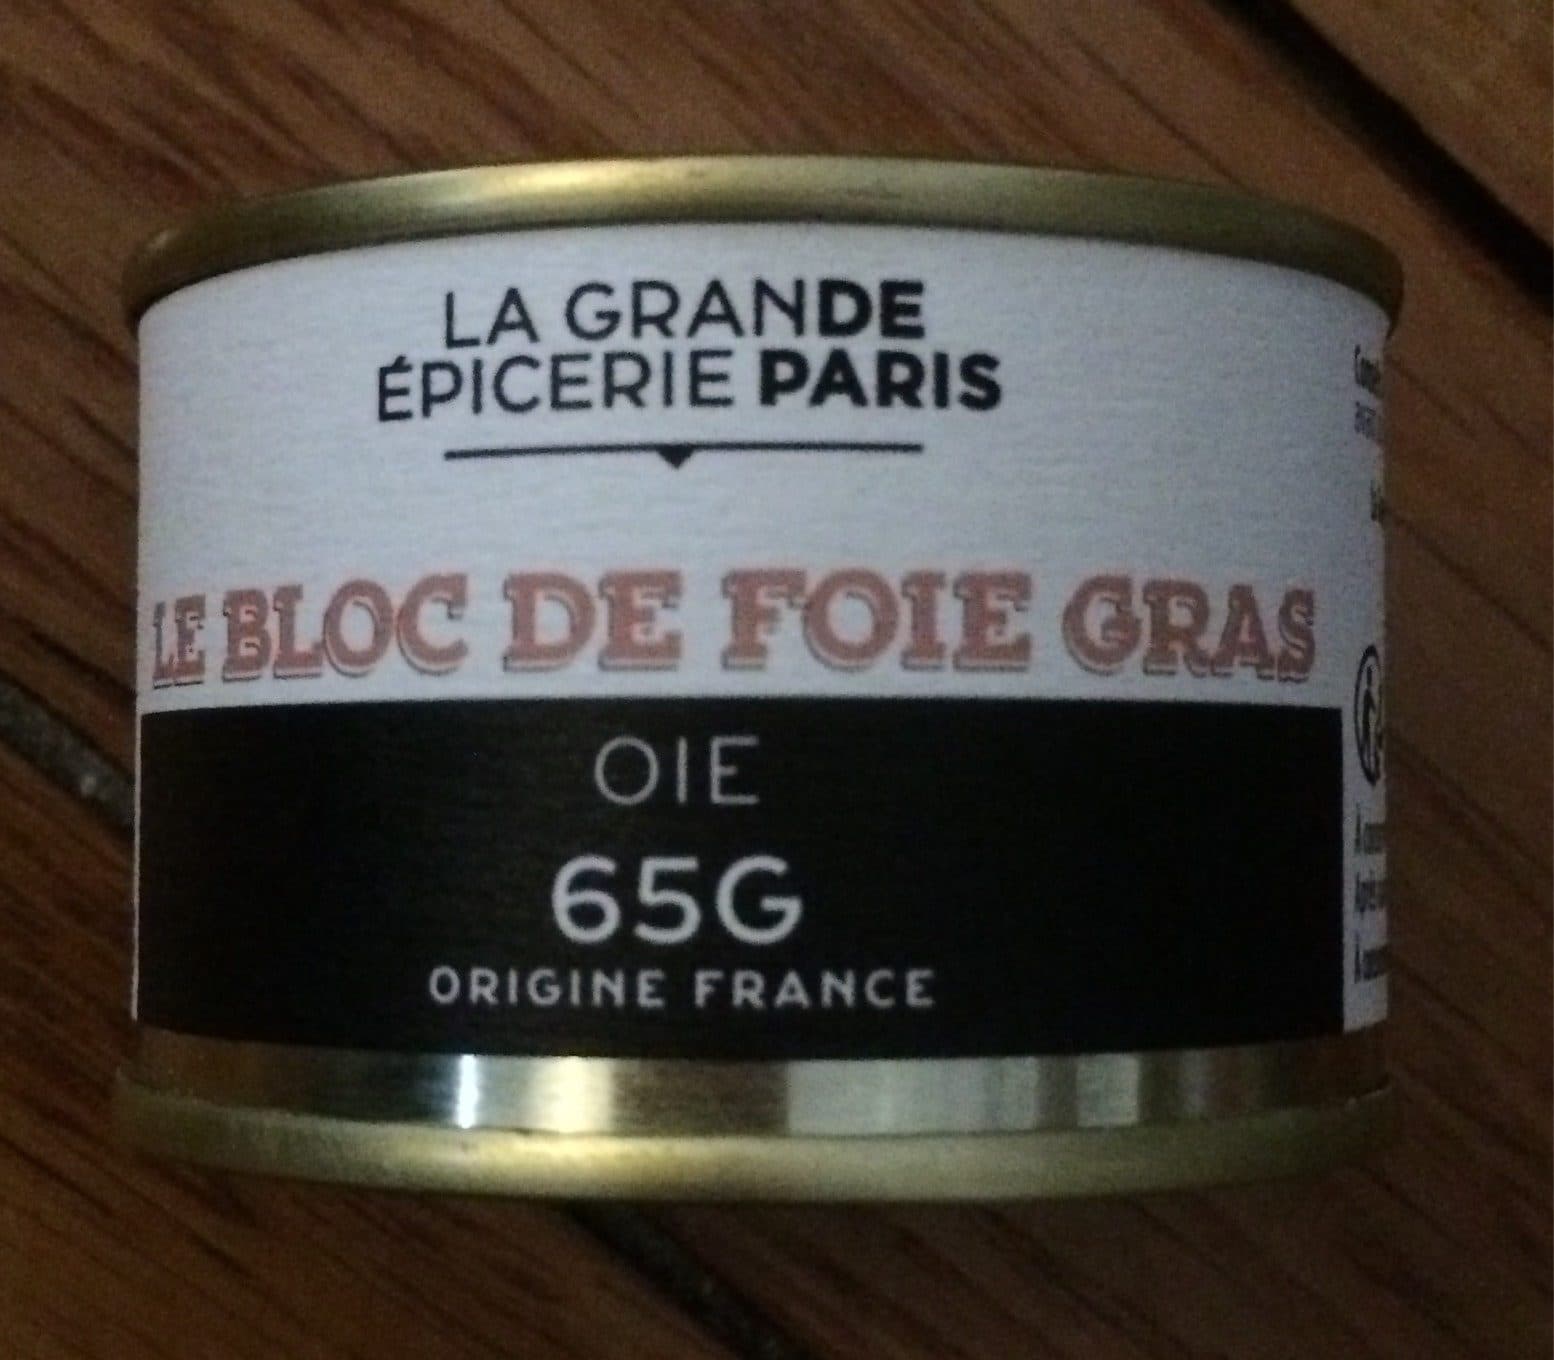 LA GRANDE
ÉPICERIE PARIS
LE BLOC DE FOIE GRAS
OIE
65G
ORIGINE FRANCE